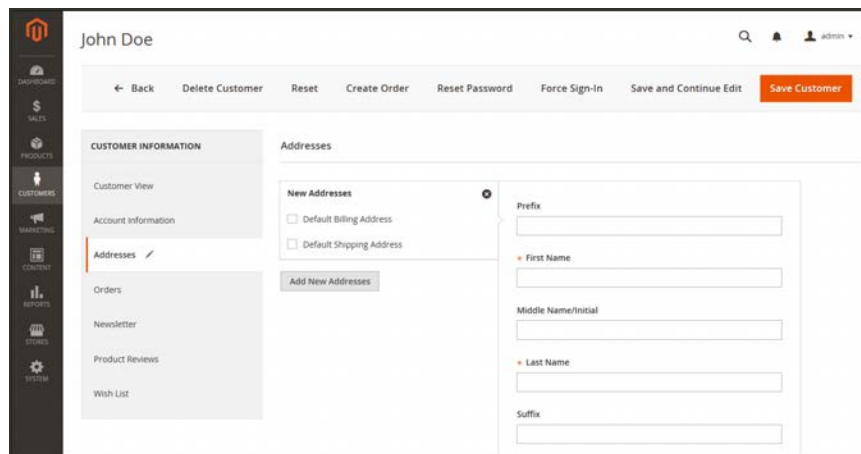 John Doe
admin
← Back Delete Customer Reset Create Order Reset Password Force Sign-In Save and Continue Edit Save Customer
DASHBOARD
SALES
PRODUCTS
CUSTOMERS
MARKETING
CONTENT
REPORTS
STORES
SYSTEM
CUSTOMER INFORMATION
Customer View
Account Information
Addresses
Orders
Newsletter
Product Reviews
Wish List
Addresses
New Addresses
Default Billing Address
Default Shipping Address
Add New Addresses
Prefix
* First Name
Middle Name/Initial
* Last Name
Suffix